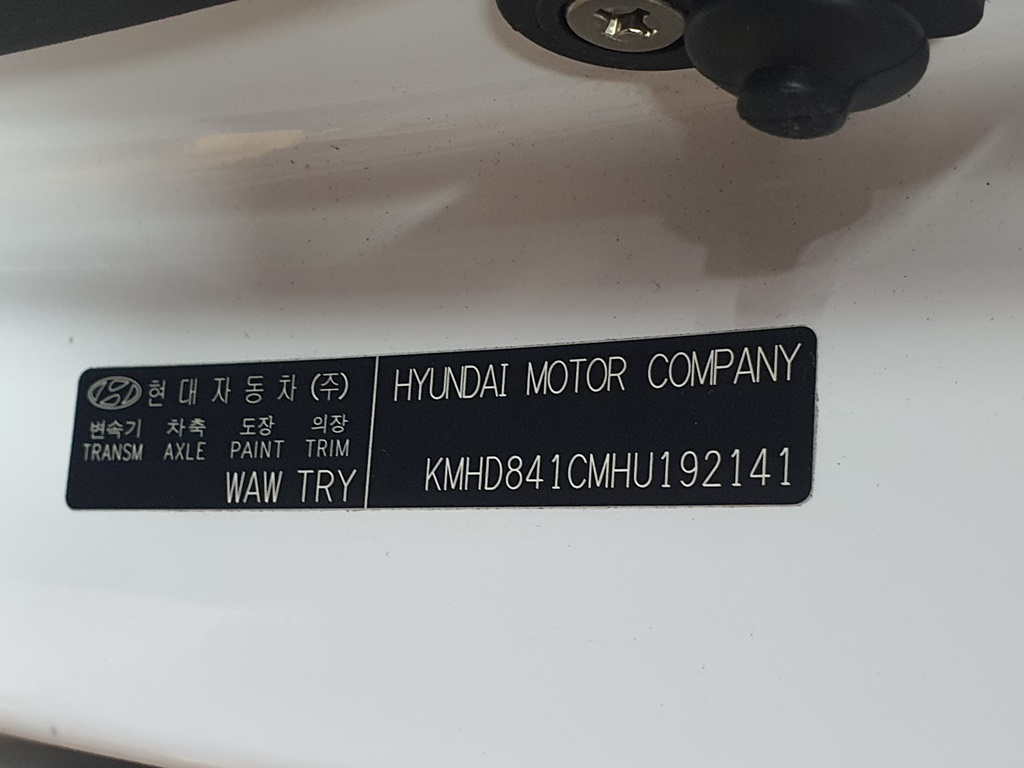 현대자동차(주)
변속기 차축 도장 의장
TRANSM AXLE PAINT TRIM
WAW TRY
HYUNDAI MOTOR COMPANY
KMHD841CMHU192141